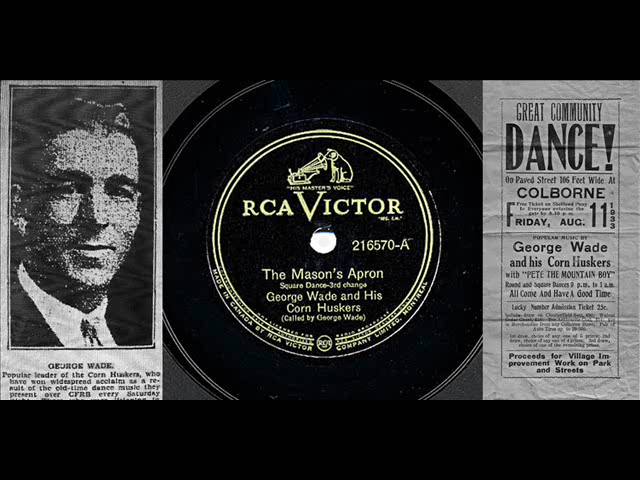 GEORGE WADE.
Popular leader of the Corn Huskers, who
have won widespread acclaim as a re-
sult of the old-time dance music they
present over CFRB every Saturday
"HIS MASTER'S VOICE"
RCA VICTOR
216570-A
The Mason's Apron
Square Dance-3rd change
George Wade and His
Corn Huskers
(Called by George Wade)
MADE IN CANADA BY RCA VICTOR COMPANY LIMITED, MONTREAL
GREAT COMMUNITY
DANCE!
On Paved Street 106 Feet Wide At
COLBORNE
FRIDAY, AUG. 11 1933
POPULAR MUSIC BY
George Wade
and his Corn Huskers
with "PETE THE MOUNTAIN BOY"
Round and Square Dances 9 p.m. to 1 a.m.
All Come And Have A Good Time
Lucky Number Admission Ticket 25c.
Proceeds for Village Im-
provement Work on Park
and Streets